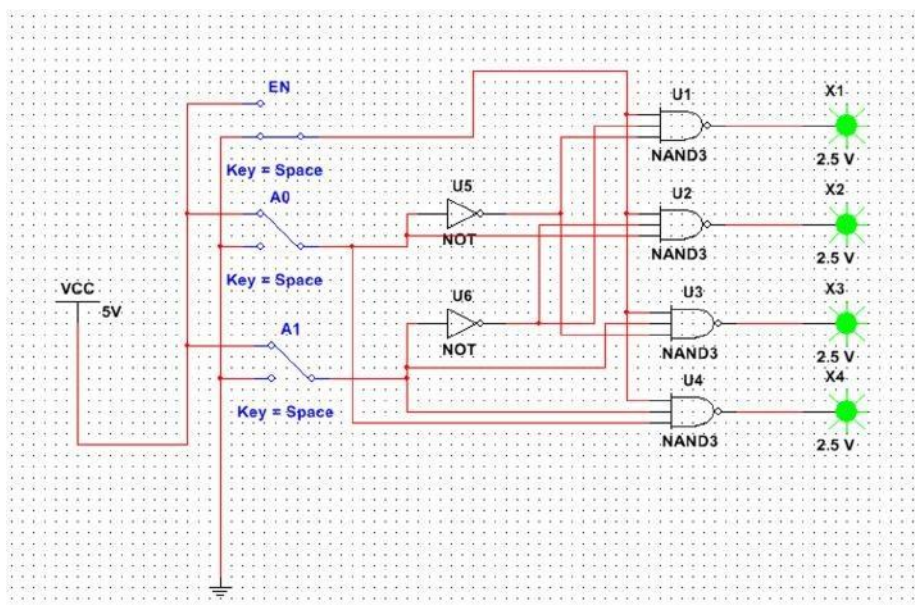 EN
Key = Space
A0
Key = Space
A1
Key = Space
VCC
5V
U5
NOT
U6
NOT
U1
NAND3
U2
NAND3
U3
NAND3
U4
NAND3
X1
2.5 V
X2
2.5 V
X3
2.5 V
X4
2.5 V